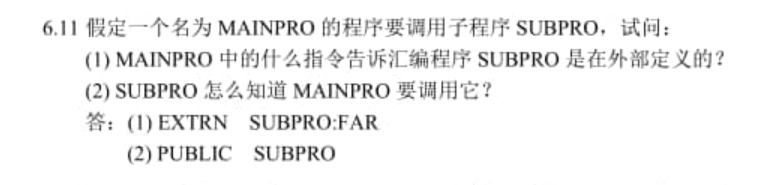 6.11 假定一个名为 MAINPRO 的程序要调用子程序 SUBPRO，试问：
(1) MAINPRO 中的什么指令告诉汇编程序 SUBPRO 是在外部定义的？
(2) SUBPRO 怎么知道 MAINPRO 要调用它？
答：(1) EXTRN SUBPRO:FAR
(2) PUBLIC SUBPRO